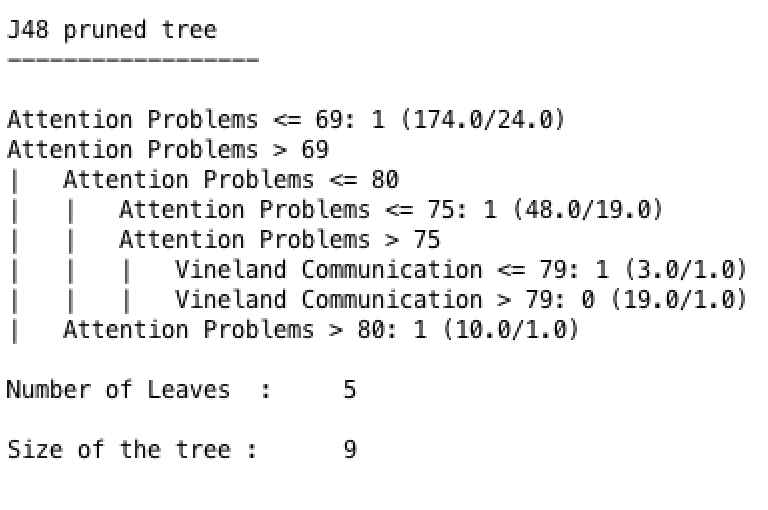 J48 pruned tree
------------------
Attention Problems <= 69: 1 (174.0/24.0)
Attention Problems > 69
|   Attention Problems <= 80
|   |   Attention Problems <= 75: 1 (48.0/19.0)
|   |   Attention Problems > 75
|   |   |   Vineland Communication <= 79: 1 (3.0/1.0)
|   |   |   Vineland Communication > 79: 0 (19.0/1.0)
|   Attention Problems > 80: 1 (10.0/1.0)
Number of Leaves  :     5
Size of the tree :      9